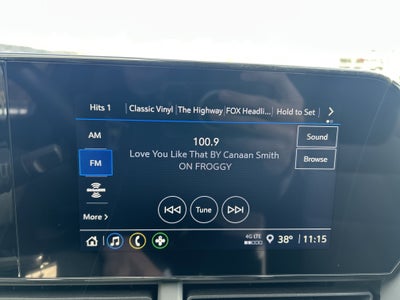 Hits 1 Classic Vinyl The Highway FOX Headli... Hold to Set
AM
100.9
Sound
Love You Like That BY Canaan Smith
FM
Browse
ON FROGGY
More >
Tune
4G LTE
38° 11:15